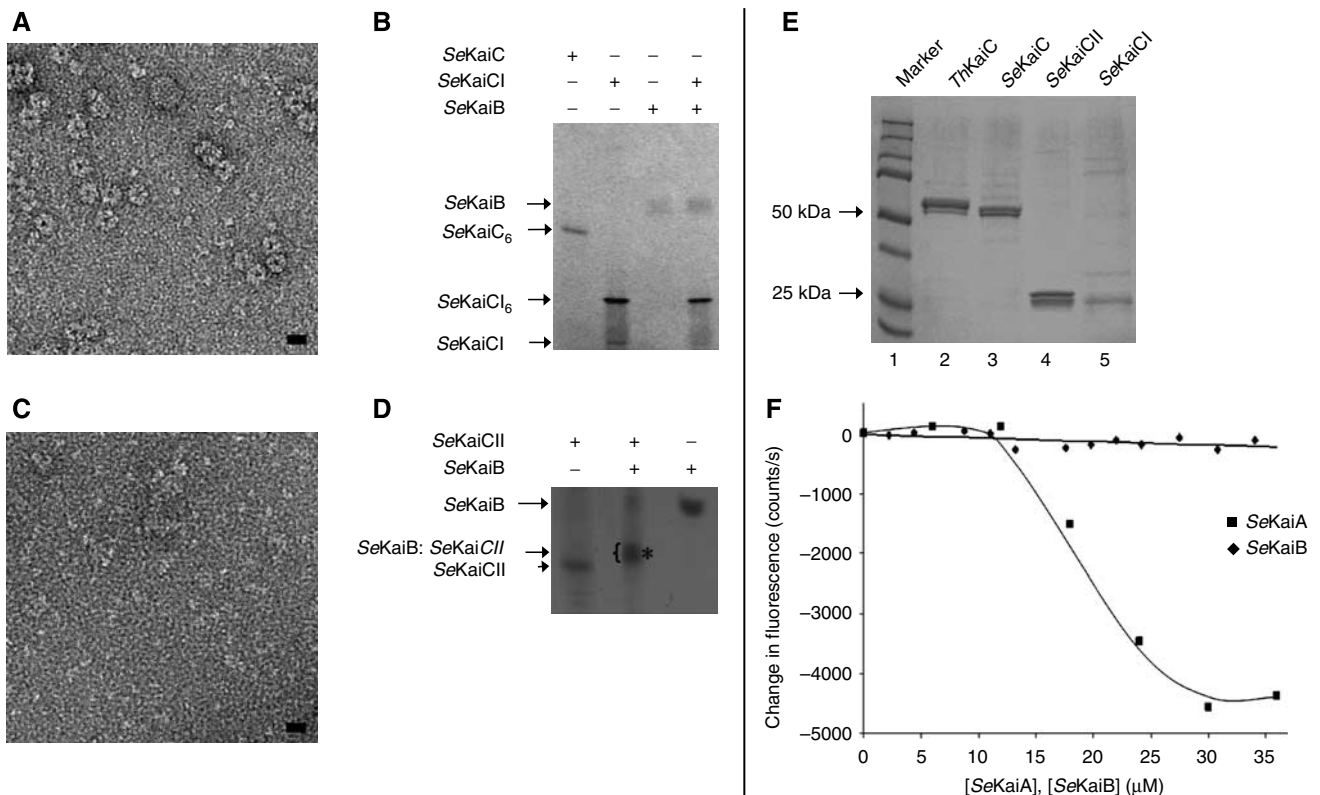 A
B
SeKaiC + – – –
SeKaiCI – + – +
SeKaiB – – + +
SeKaiB
SeKaiC6
SeKaiCI6
SeKaiCI
C
D
SeKaiCII + + –
SeKaiB – + +
SeKaiB
SeKaiB: SeKaiCII { *
SeKaiCII
E
Marker ThKaiC SeKaiC SeKaiCII SeKaiCI
50 kDa
25 kDa
1 2 3 4 5
F
Change in fluorescence (counts/s)
0
–1000
–2000
–3000
–4000
–5000
0 5 10 15 20 25 30 35
[SeKaiA], [SeKaiB] (μM)
SeKaiA
SeKaiB